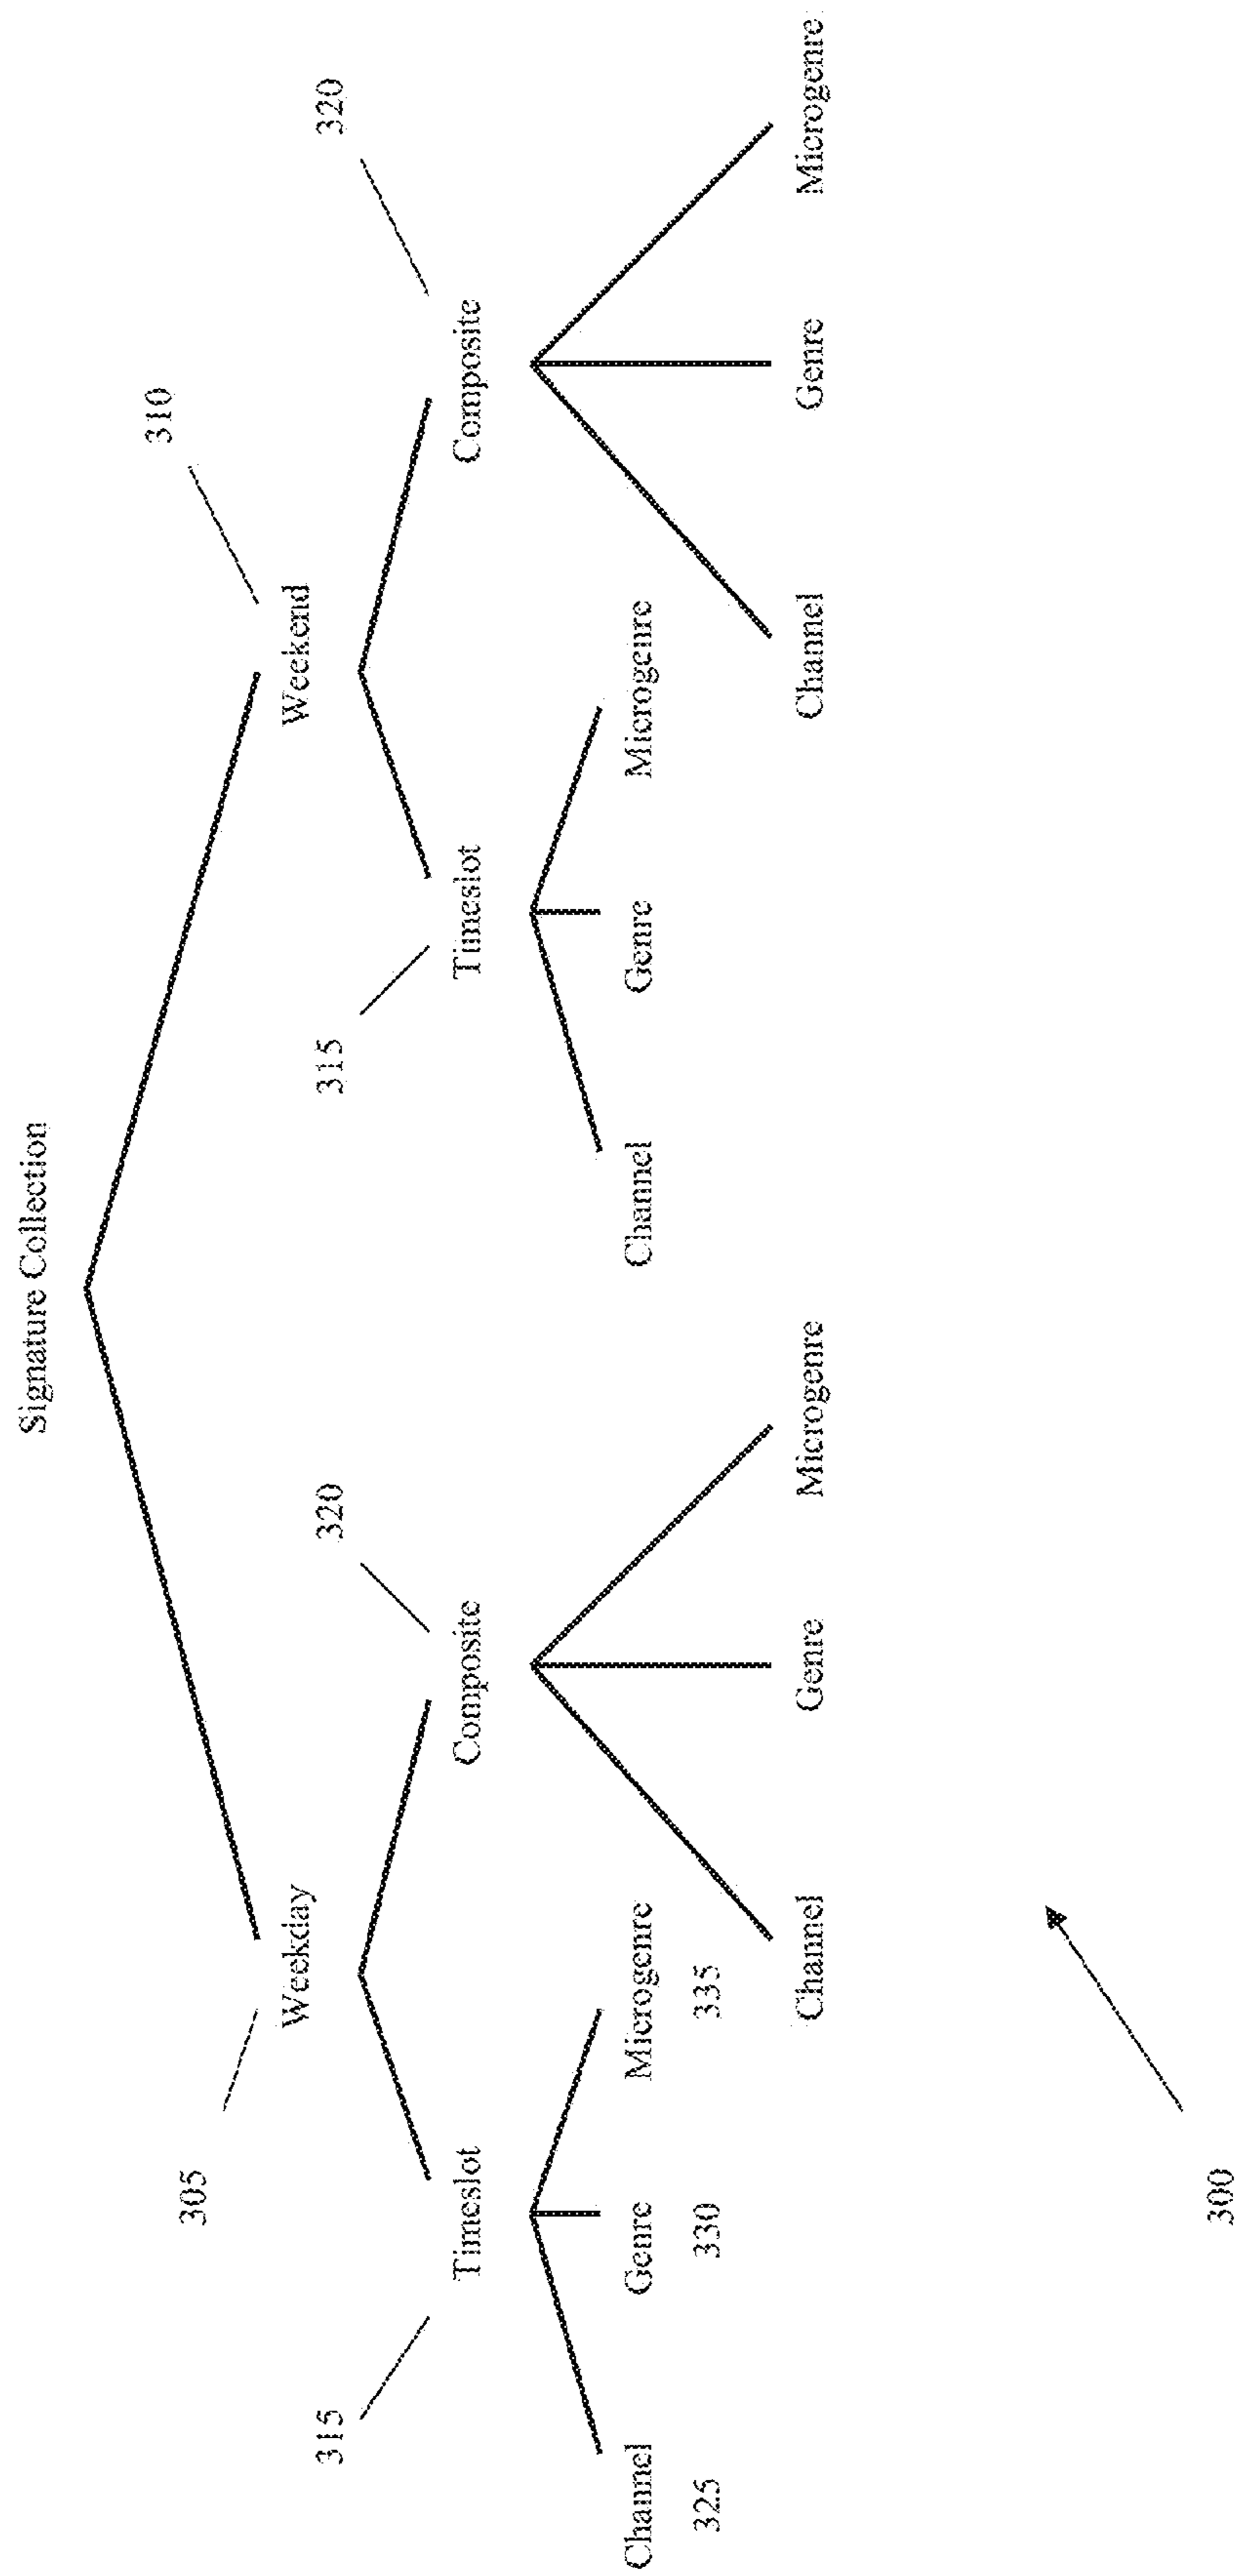 Signature Collection
310
305
Weekday
Weekend
315
320
315
320
Timeslot
Composite
Timeslot
Composite
Channel
Genre
Microgenre
Channel
Genre
Microgenre
325
330
335
Channel
Genre
Microgenre
Channel
Genre
Microgenre
300